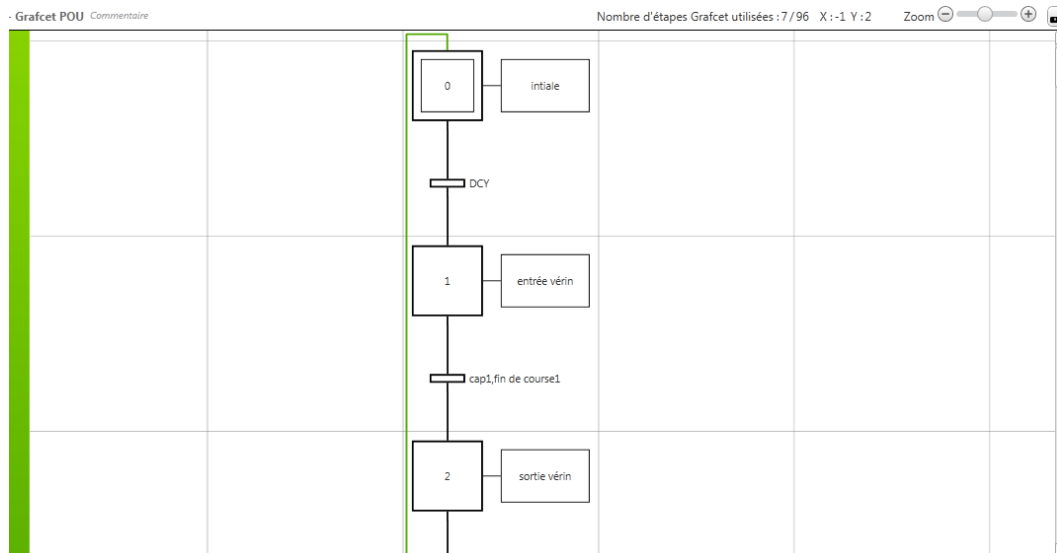 - Grafcet POU Commentaire
Nombre d'étapes Grafcet utilisées : 7 / 96 X : -1 Y : 2 Zoom
0 intiale
DCY
1 entrée vérin
cap1,fin de course1
2 sortie vérin